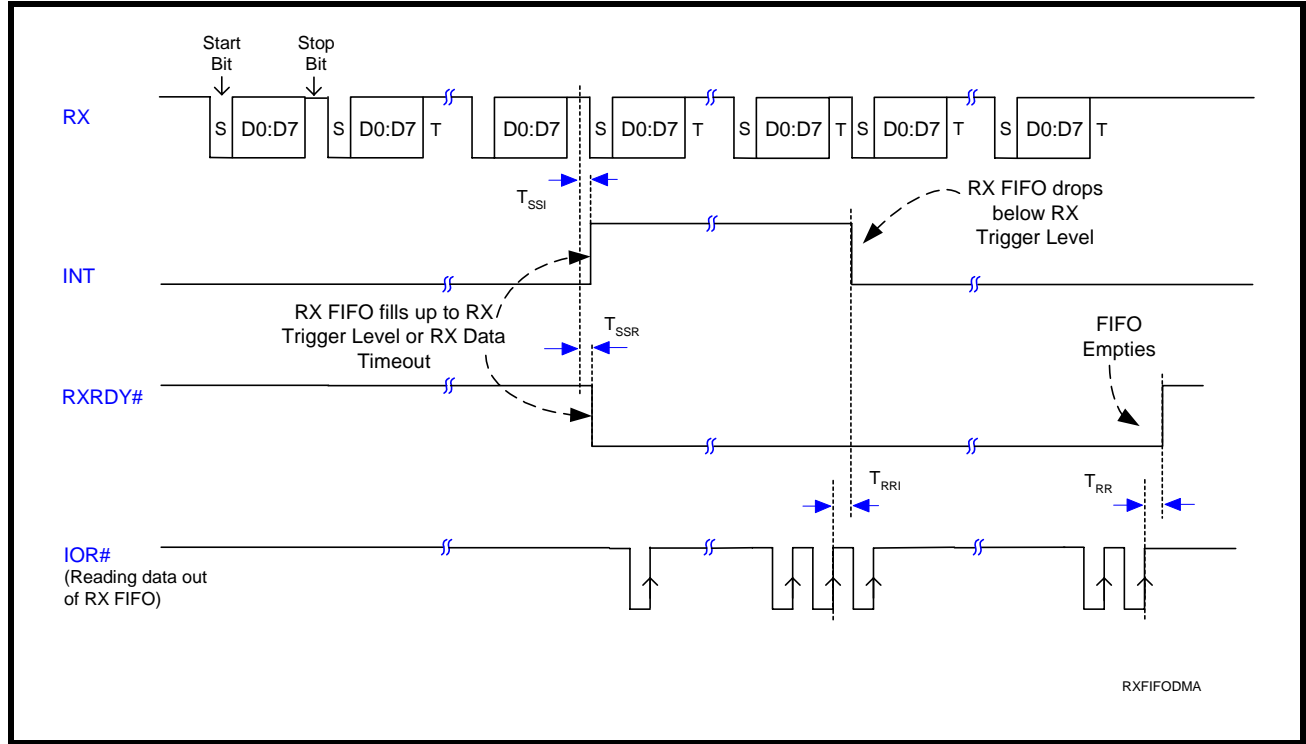 Start
Bit
Stop
Bit
RX
S D0:D7 S D0:D7 T D0:D7 S D0:D7 T S D0:D7 T S D0:D7 T S D0:D7 T
TSSI
RX FIFO drops
below RX
Trigger Level
INT
RX FIFO fills up to RX
Trigger Level or RX Data
Timeout
TSSR
FIFO
Empties
RXRDY#
TRRI
TRR
IOR#
(Reading data out
of RX FIFO)
RXFIFODMA